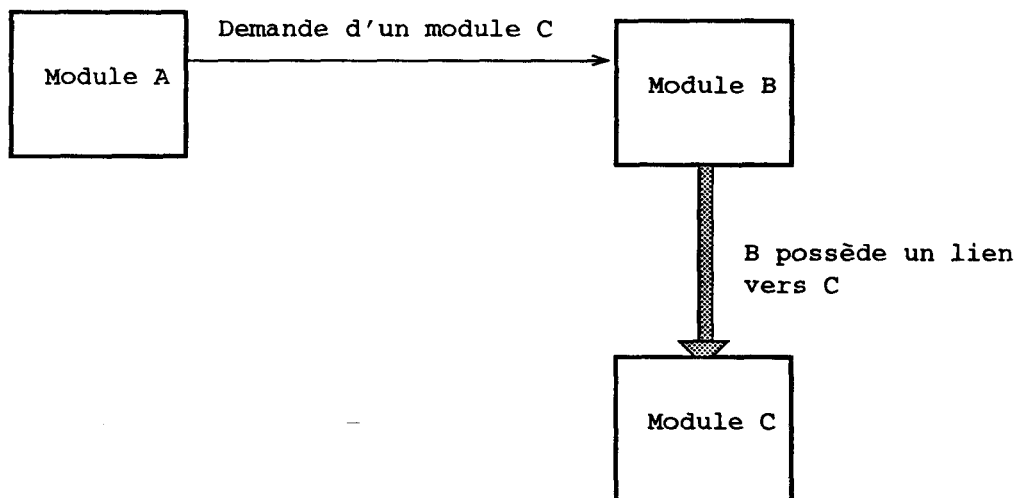 Demande d'un module C
Module A
Module B
B possède un lien
vers C
Module C